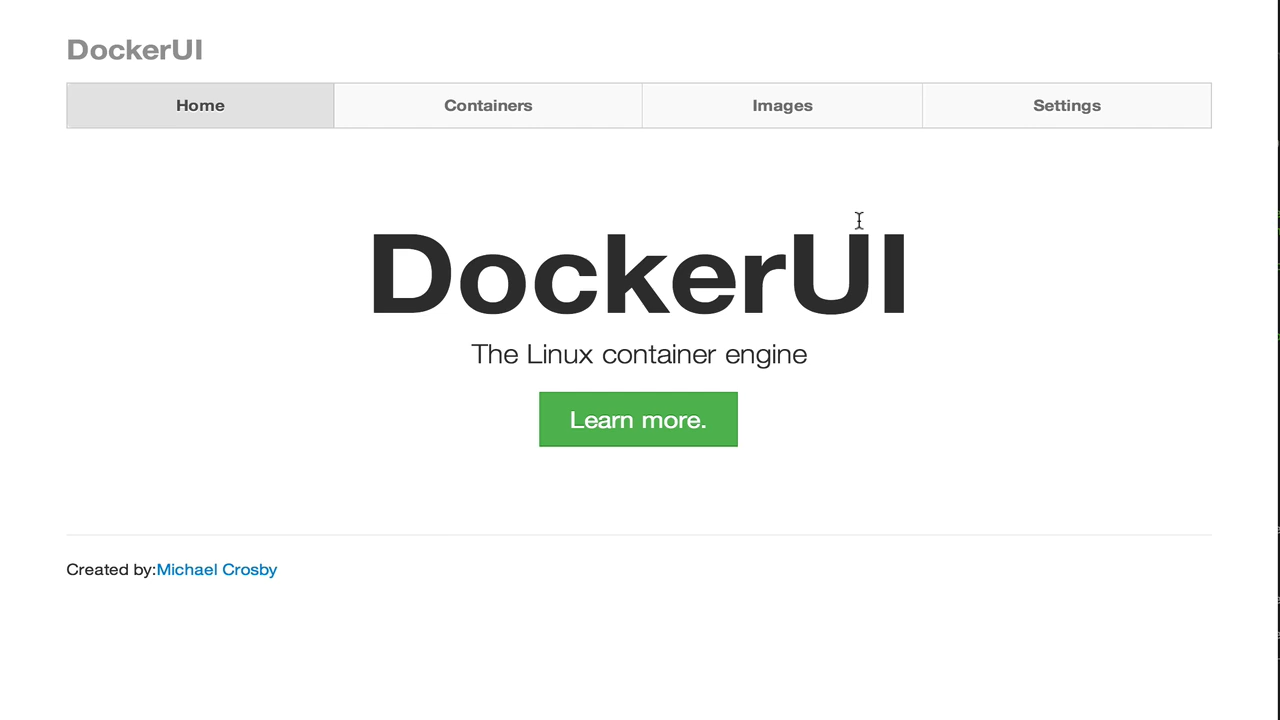 DockerUI
Home Containers Images Settings
DockerUI
The Linux container engine
Learn more.
Created by:Michael Crosby